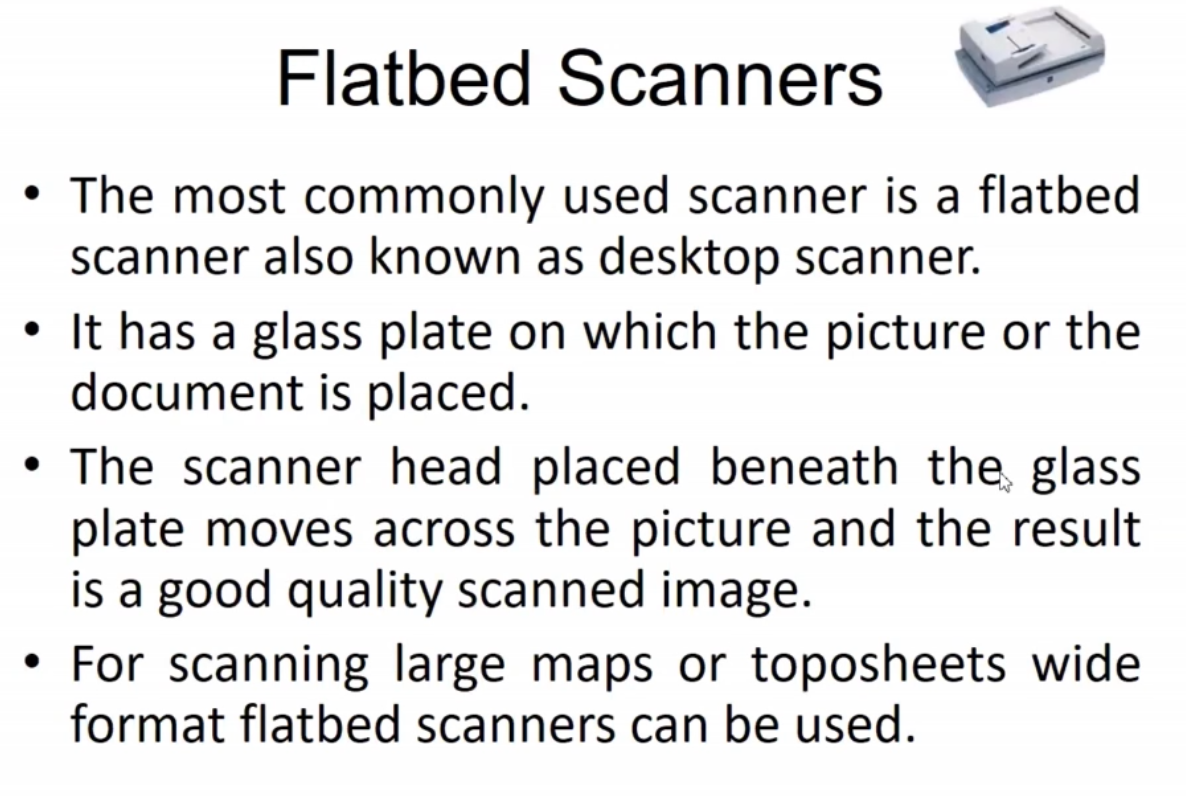 Flatbed Scanners
• The most commonly used scanner is a flatbed
scanner also known as desktop scanner.
• It has a glass plate on which the picture or the
document is placed.
• The scanner head placed beneath the glass
plate moves across the picture and the result
is a good quality scanned image.
• For scanning large maps or toposheets wide
format flatbed scanners can be used.